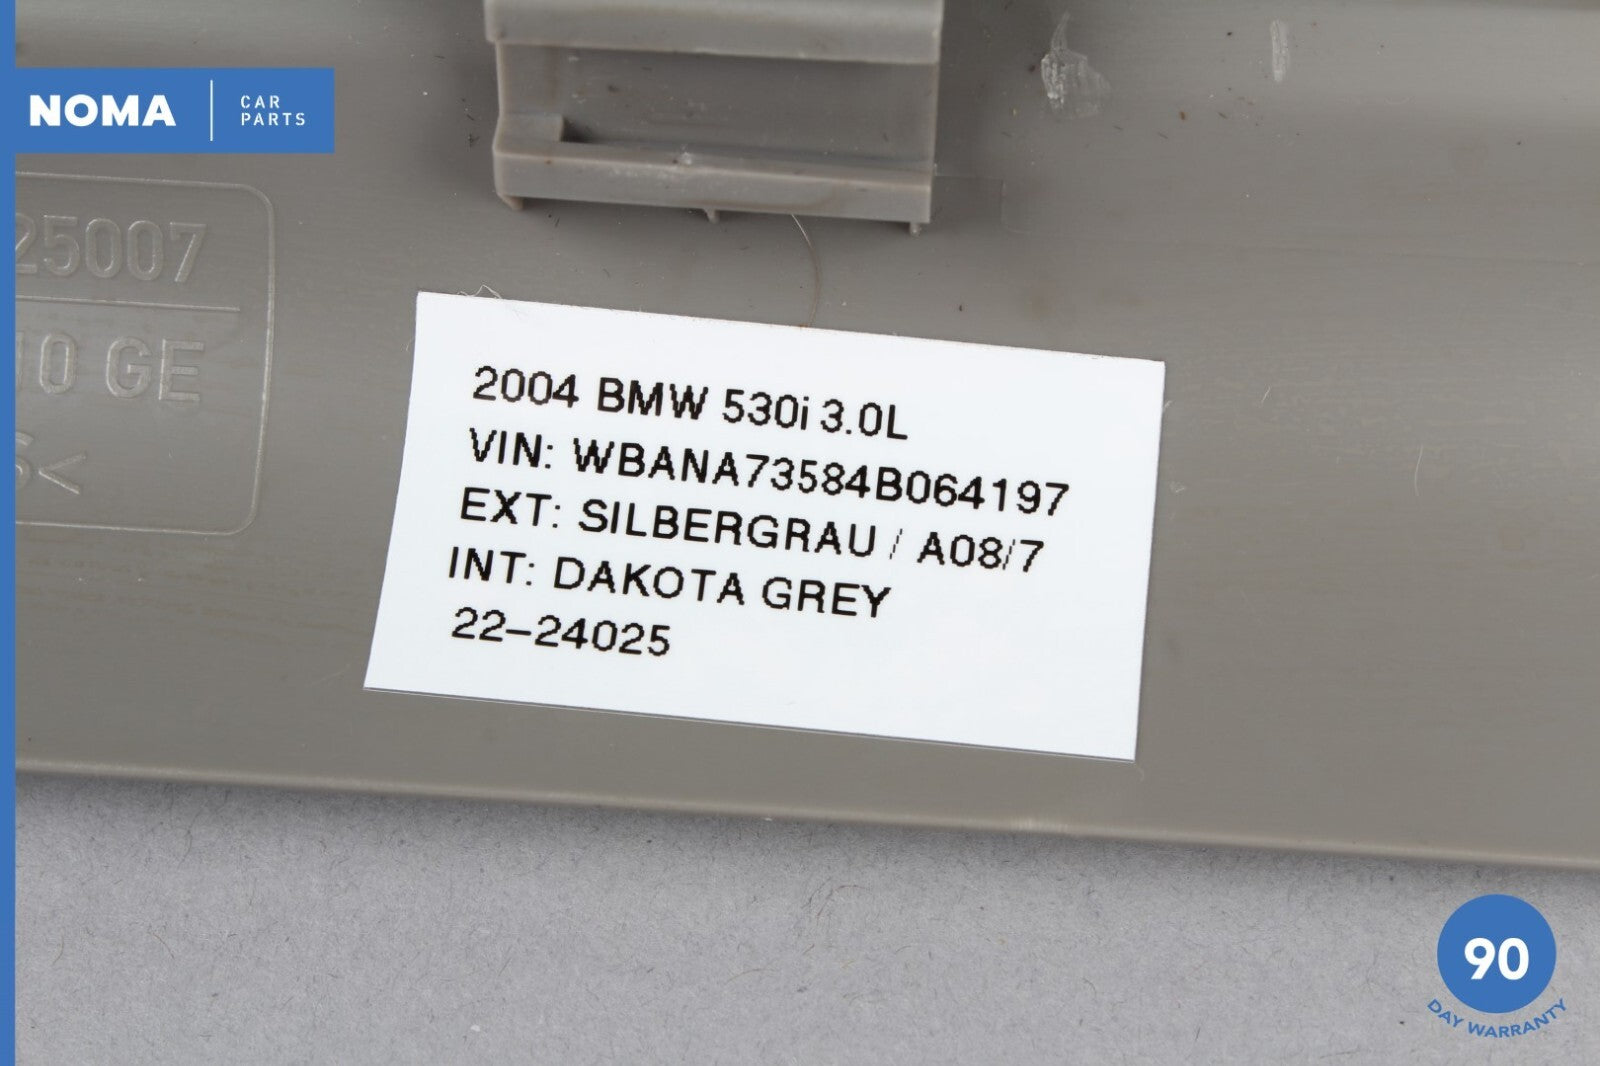 NOMA
CAR
PARTS
25007
10 GE
2004 BMW 530i 3.0L
VIN: WBANA73584B064197
EXT: SILBERGRAU / A08/7
INT: DAKOTA GREY
22-24025
90
DAY WARRANTY